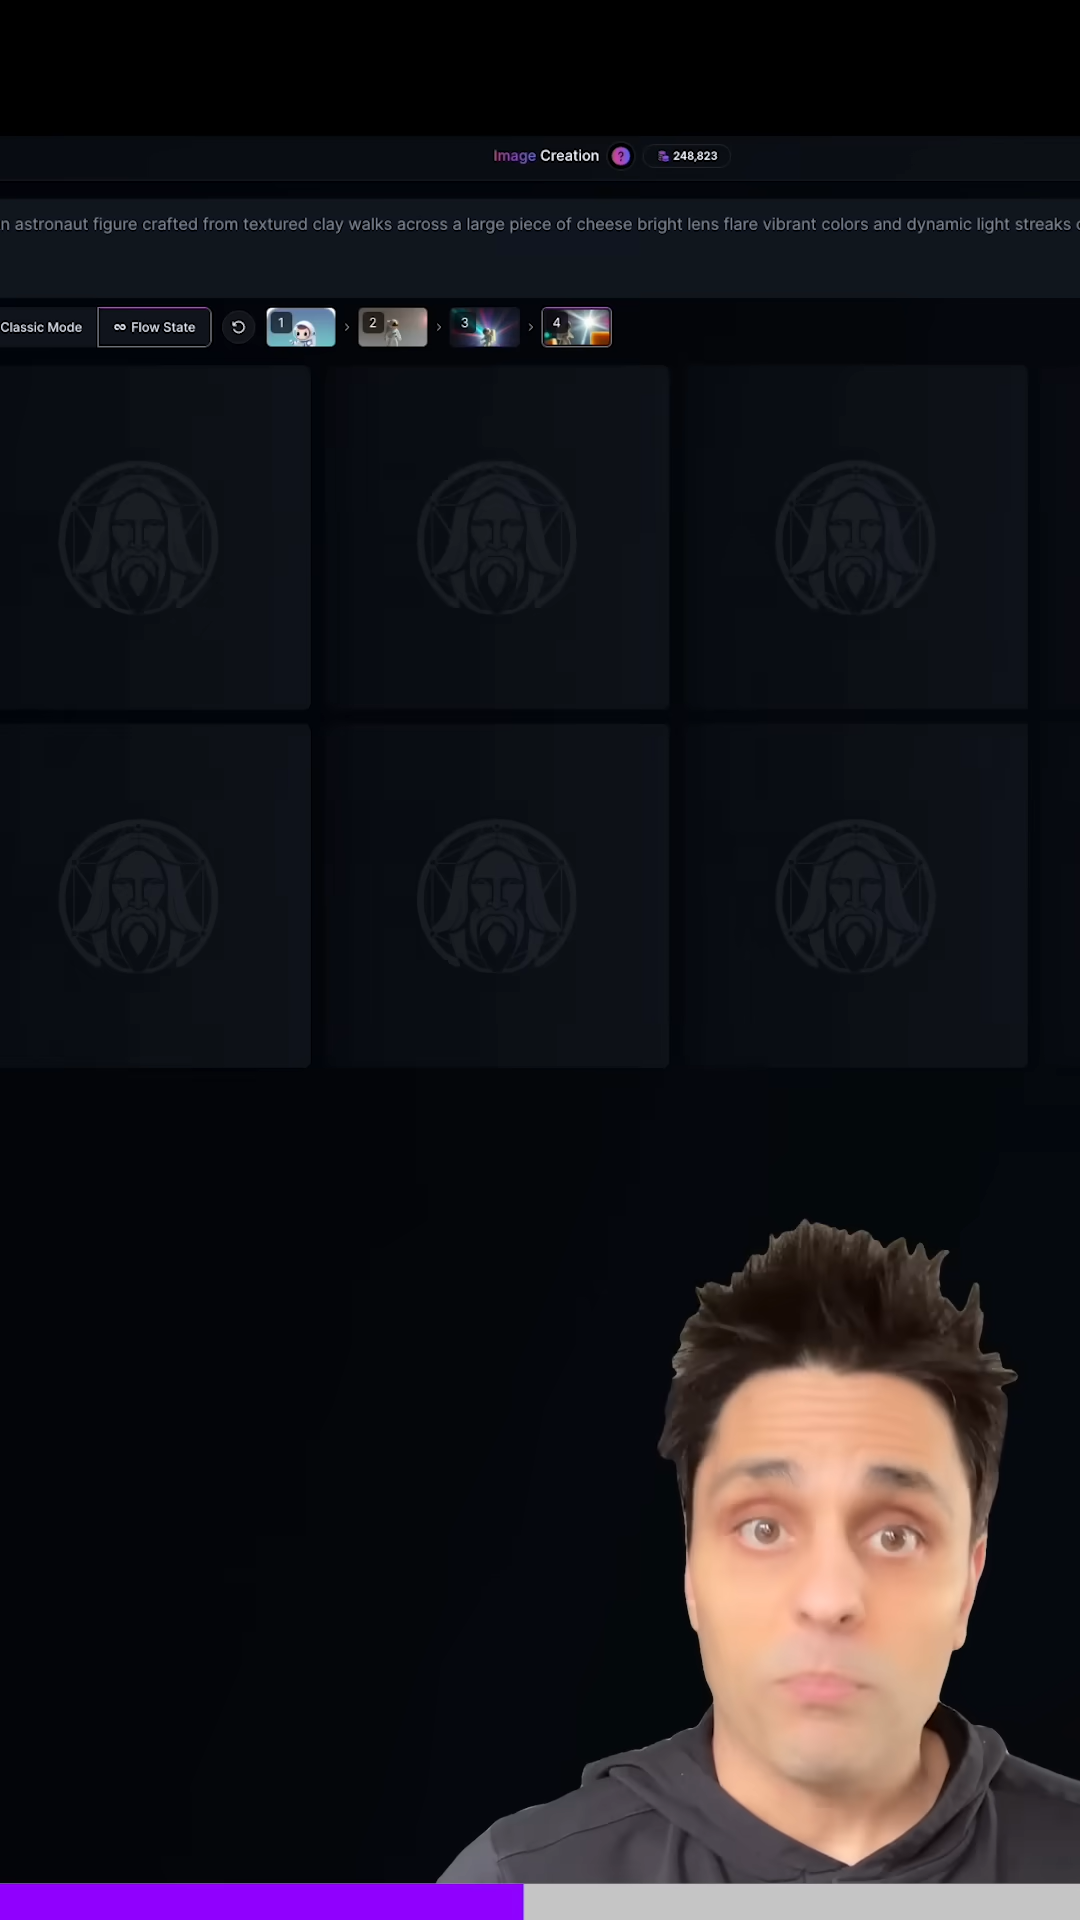 Image Creation ? 248,823
n astronaut figure crafted from textured clay walks across a large piece of cheese bright lens flare vibrant colors and dynamic light streaks
Classic Mode ∞ Flow State 1 › 2 › 3 › 4